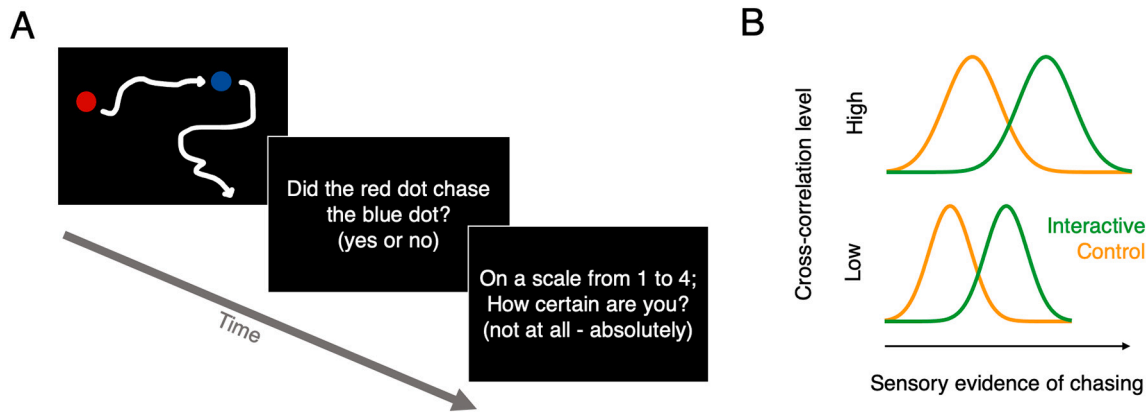 A
Did the red dot chase
the blue dot?
(yes or no)
On a scale from 1 to 4;
How certain are you?
(not at all - absolutely)
Time
B
Cross-correlation level
High
Low
Interactive
Control
Sensory evidence of chasing